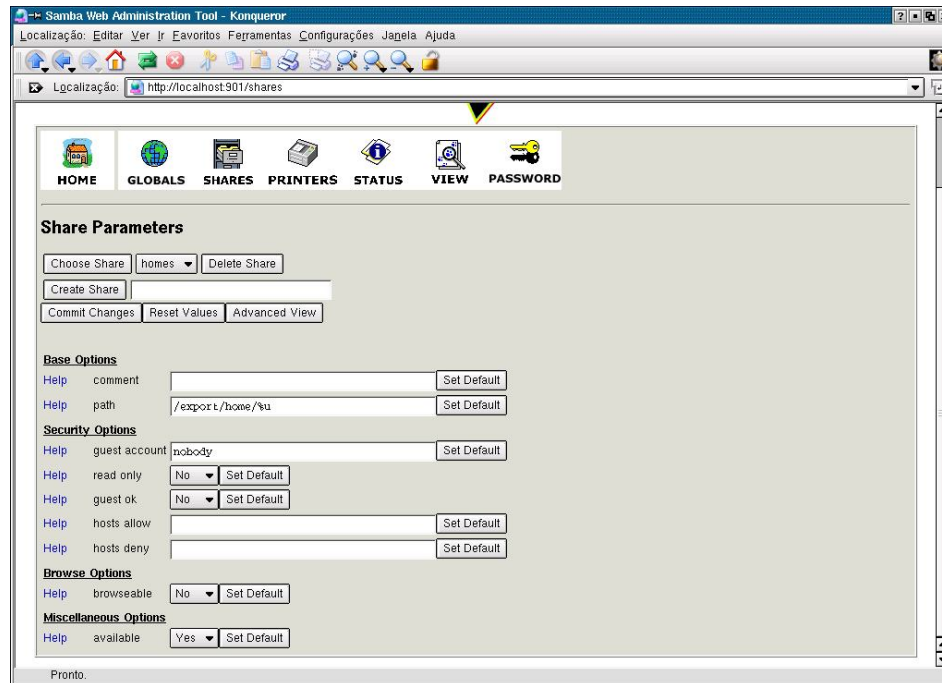 Samba Web Administration Tool - Konqueror
Localização: Editar Ver Ir Favoritos Ferramentas Configurações Janela Ajuda
Localização: http://localhost:901/shares
HOME GLOBALS SHARES PRINTERS STATUS VIEW PASSWORD
Share Parameters
Choose Share homes Delete Share
Create Share
Commit Changes Reset Values Advanced View
Base Options
Help comment Set Default
Help path /export/home/%u Set Default
Security Options
Help guest account nobody Set Default
Help read only No Set Default
Help guest ok No Set Default
Help hosts allow Set Default
Help hosts deny Set Default
Browse Options
Help browseable No Set Default
Miscellaneous Options
Help available Yes Set Default
Pronto.